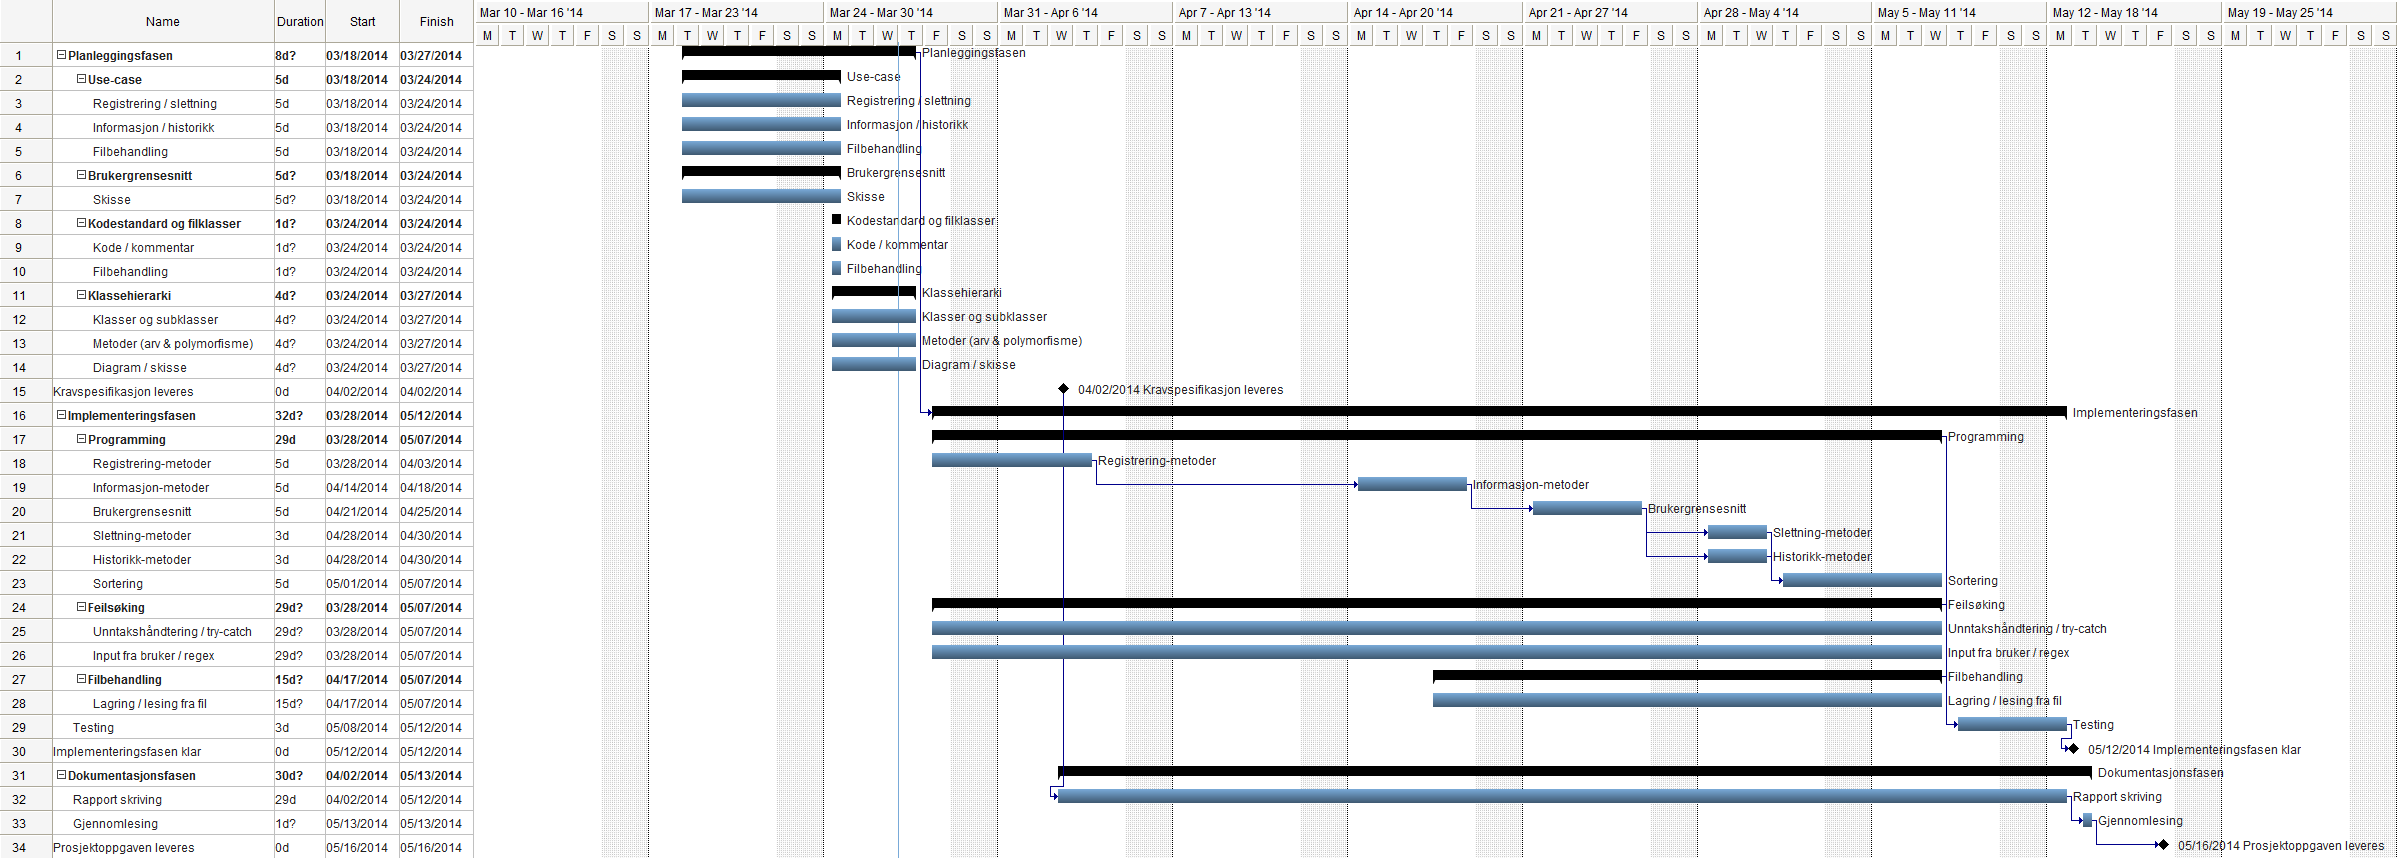 Name Duration Start Finish Mar 10 - Mar 16 '14 Mar 17 - Mar 23 '14 Mar 24 - Mar 30 '14 Mar 31 - Apr 6 '14 Apr 7 - Apr 13 '14 Apr 14 - Apr 20 '14 Apr 21 - Apr 27 '14 Apr 28 - May 4 '14 May 5 - May 11 '14 May 12 - May 18 '14 May 19 - May 25 '14
M T W T F S S M T W T F S S M T W T F S S M T W T F S S M T W T F S S M T W T F S S M T W T F S S M T W T F S S M T W T F S S M T W T F S S M T W T F S S
1 Planleggingsfasen 8d? 03/18/2014 03/27/2014 Planleggingsfasen
2 Use-case 5d 03/18/2014 03/24/2014 Use-case
3 Registrering / slettning 5d 03/18/2014 03/24/2014 Registrering / slettning
4 Informasjon / historikk 5d 03/18/2014 03/24/2014 Informasjon / historikk
5 Filbehandling 5d 03/18/2014 03/24/2014 Filbehandling
6 Brukergrensesnitt 5d? 03/18/2014 03/24/2014 Brukergrensesnitt
7 Skisse 5d? 03/18/2014 03/24/2014 Skisse
8 Kodestandard og filklasser 1d? 03/24/2014 03/24/2014 Kodestandard og filklasser
9 Kode / kommentar 1d? 03/24/2014 03/24/2014 Kode / kommentar
10 Filbehandling 1d? 03/24/2014 03/24/2014 Filbehandling
11 Klassehierarki 4d? 03/24/2014 03/27/2014 Klassehierarki
12 Klasser og subklasser 4d? 03/24/2014 03/27/2014 Klasser og subklasser
13 Metoder (arv & polymorfisme) 4d? 03/24/2014 03/27/2014 Metoder (arv & polymorfisme)
14 Diagram / skisse 4d? 03/24/2014 03/27/2014 Diagram / skisse
15 Kravspesifikasjon leveres 0d 04/02/2014 04/02/2014 04/02/2014 Kravspesifikasjon leveres
16 Implementeringsfasen 32d? 03/28/2014 05/12/2014 Implementeringsfasen
17 Programming 29d 03/28/2014 05/07/2014 Programming
18 Registrering-metoder 5d 03/28/2014 04/03/2014 Registrering-metoder
19 Informasjon-metoder 5d 04/14/2014 04/18/2014 Informasjon-metoder
20 Brukergrensesnitt 5d 04/21/2014 04/25/2014 Brukergrensesnitt
21 Slettning-metoder 3d 04/28/2014 04/30/2014 Slettning-metoder
22 Historikk-metoder 3d 04/28/2014 04/30/2014 Historikk-metoder
23 Sortering 5d 05/01/2014 05/07/2014 Sortering
24 Feilsøking 29d? 03/28/2014 05/07/2014 Feilsøking
25 Unntakshåndtering / try-catch 29d? 03/28/2014 05/07/2014 Unntakshåndtering / try-catch
26 Input fra bruker / regex 29d? 03/28/2014 05/07/2014 Input fra bruker / regex
27 Filbehandling 15d? 04/17/2014 05/07/2014 Filbehandling
28 Lagring / lesing fra fil 15d? 04/17/2014 05/07/2014 Lagring / lesing fra fil
29 Testing 3d 05/08/2014 05/12/2014 Testing
30 Implementeringsfasen klar 0d 05/12/2014 05/12/2014 05/12/2014 Implementeringsfasen klar
31 Dokumentasjonsfasen 30d? 04/02/2014 05/13/2014 Dokumentasjonsfasen
32 Rapport skriving 29d 04/02/2014 05/12/2014 Rapport skriving
33 Gjennomlesing 1d? 05/13/2014 05/13/2014 Gjennomlesing
34 Prosjektoppgaven leveres 0d 05/16/2014 05/16/2014 05/16/2014 Prosjektoppgaven leveres